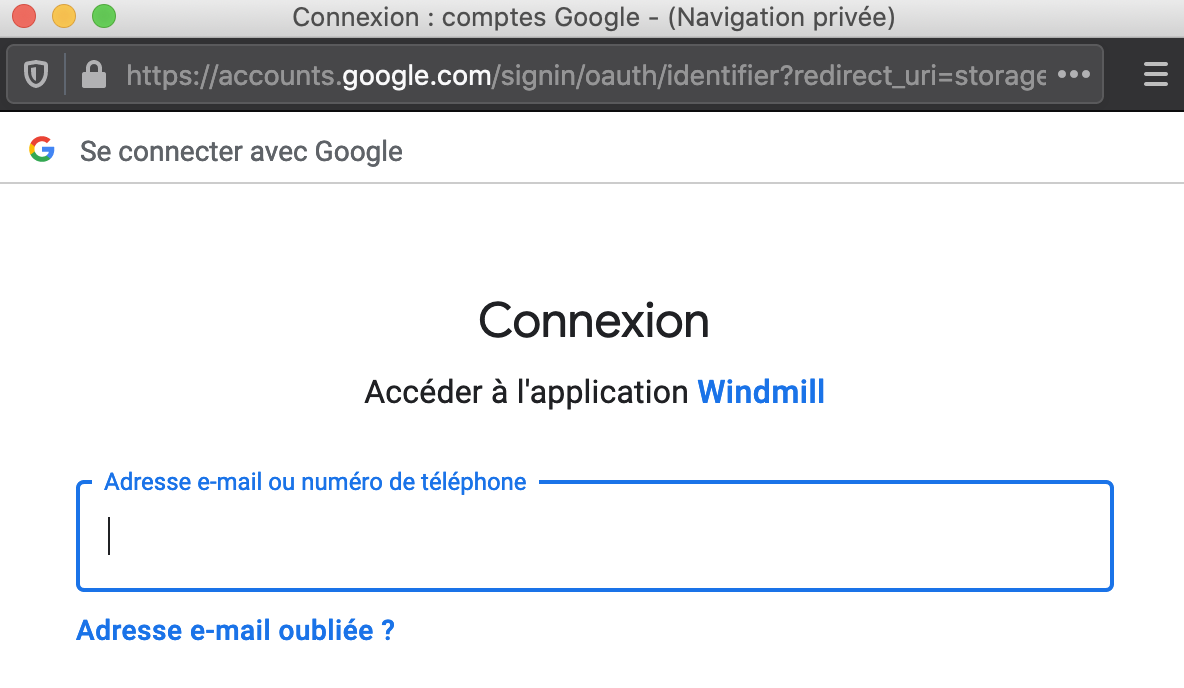 Connexion : comptes Google - (Navigation privée)
https://accounts.google.com/signin/oauth/identifier?redirect_uri=storage
Se connecter avec Google
Connexion
Accéder à l'application Windmill
Adresse e-mail ou numéro de téléphone
Adresse e-mail oubliée ?